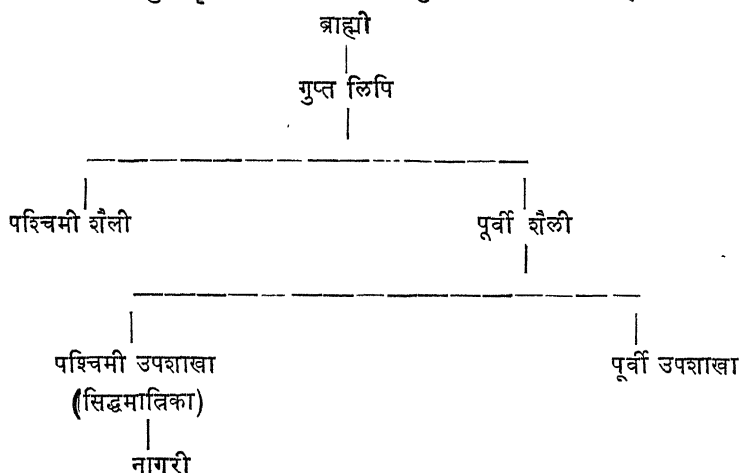 ब्राह्मी
गुप्त लिपि
पश्चिमी शैली पूर्वी शैली
पश्चिमी उपशाखा पूर्वी उपशाखा
(सिद्धमात्रिका)
नागरी